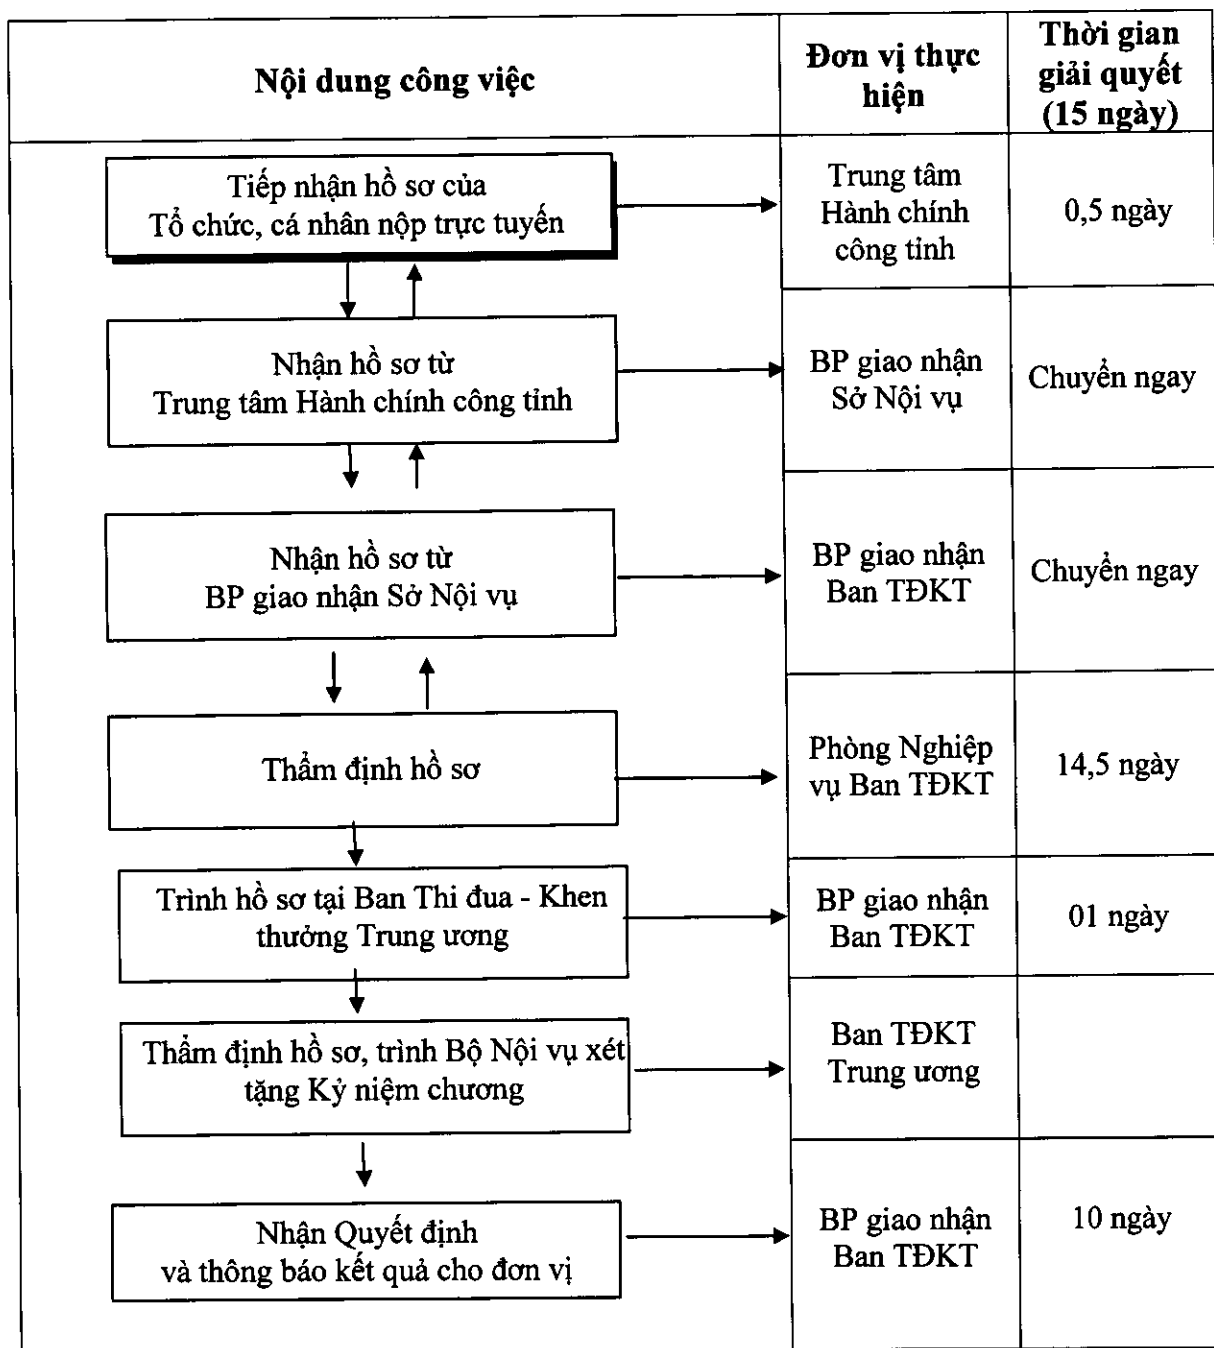 Nội dung công việc
Đơn vị thực
hiện
Thời gian
giải quyết
(15 ngày)
Tiếp nhận hồ sơ của
Tổ chức, cá nhân nộp trực tuyến
Trung tâm
Hành chính
công tỉnh
0,5 ngày
Nhận hồ sơ từ
Trung tâm Hành chính công tỉnh
BP giao nhận
Sở Nội vụ
Chuyển ngay
Nhận hồ sơ từ
BP giao nhận Sở Nội vụ
BP giao nhận
Ban TĐKT
Chuyển ngay
Thẩm định hồ sơ
Phòng Nghiệp
vụ Ban TĐKT
14,5 ngày
Trình hồ sơ tại Ban Thi đua - Khen
thưởng Trung ương
BP giao nhận
Ban TĐKT
01 ngày
Thẩm định hồ sơ, trình Bộ Nội vụ xét
tặng Kỷ niệm chương
Ban TĐKT
Trung ương
Nhận Quyết định
và thông báo kết quả cho đơn vị
BP giao nhận
Ban TĐKT
10 ngày